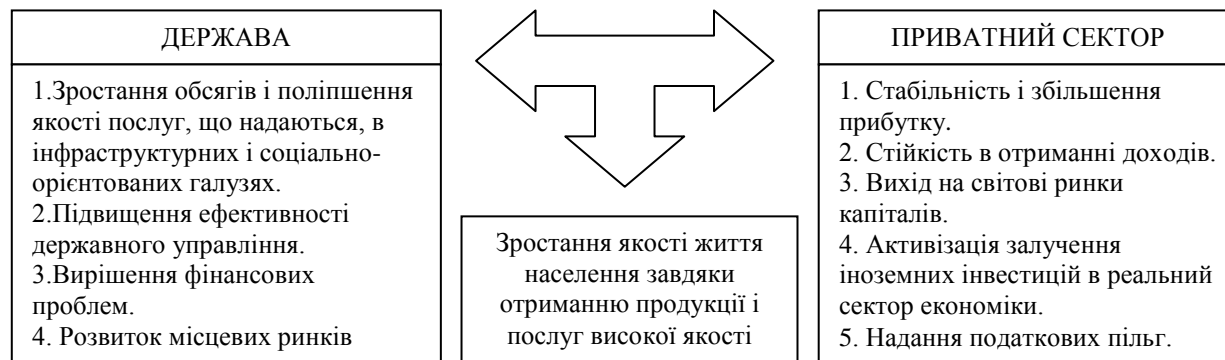 ДЕРЖАВА
1.Зростання обсягів і поліпшення
якості послуг, що надаються, в
інфраструктурних і соціально-
орієнтованих галузях.
2.Підвищення ефективності
державного управління.
3.Вирішення фінансових
проблем.
4. Розвиток місцевих ринків
Зростання якості життя
населення завдяки
отриманню продукції і
послуг високої якості
ПРИВАТНИЙ СЕКТОР
1. Стабільність і збільшення
прибутку.
2. Стійкість в отриманні доходів.
3. Вихід на світові ринки
капіталів.
4. Активізація залучення
іноземних інвестицій в реальний
сектор економіки.
5. Надання податкових пільг.